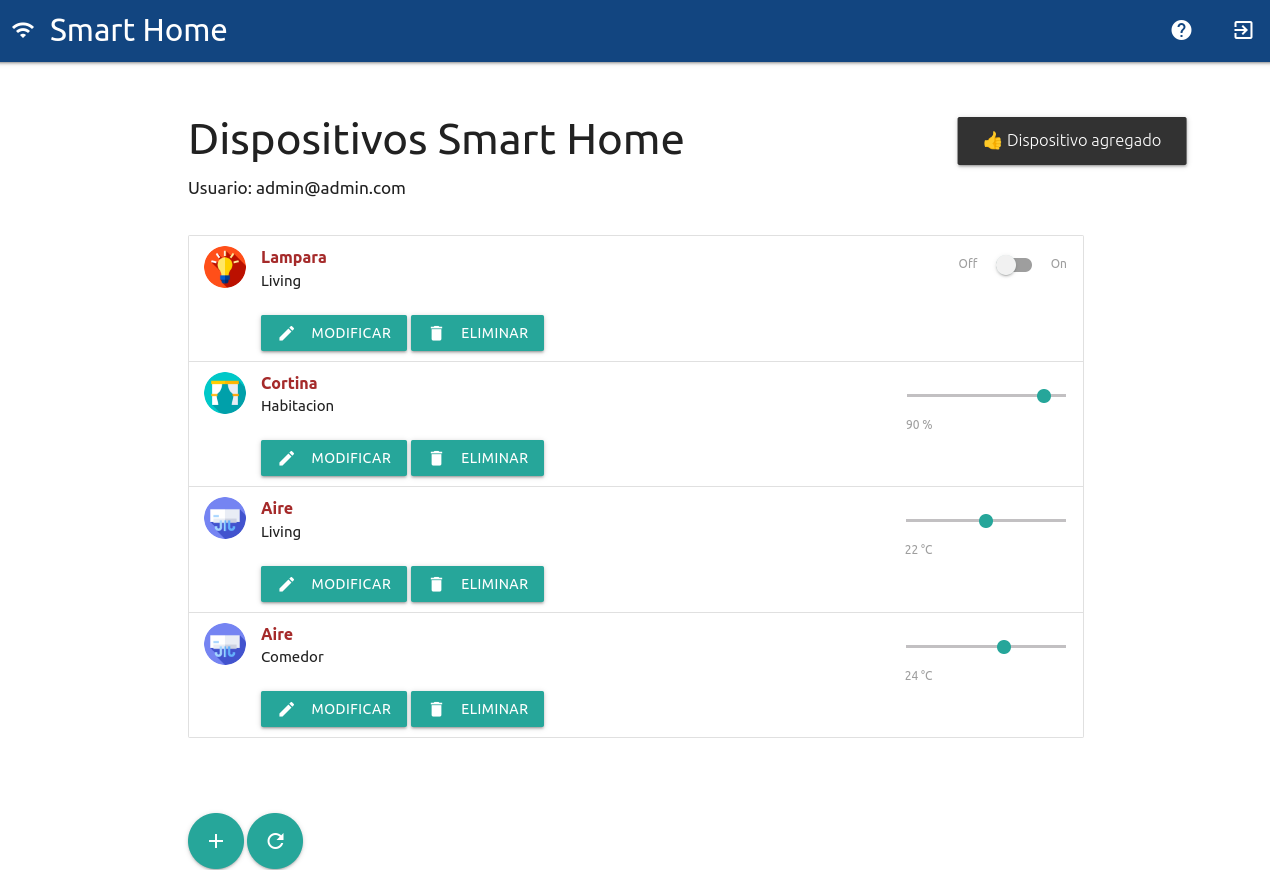 Smart Home
Dispositivos Smart Home
👍 Dispositivo agregado
Usuario: admin@admin.com
Lampara
Living
Off On
MODIFICAR ELIMINAR
Cortina
Habitacion
90 %
MODIFICAR ELIMINAR
Aire
Living
22 °C
MODIFICAR ELIMINAR
Aire
Comedor
24 °C
MODIFICAR ELIMINAR